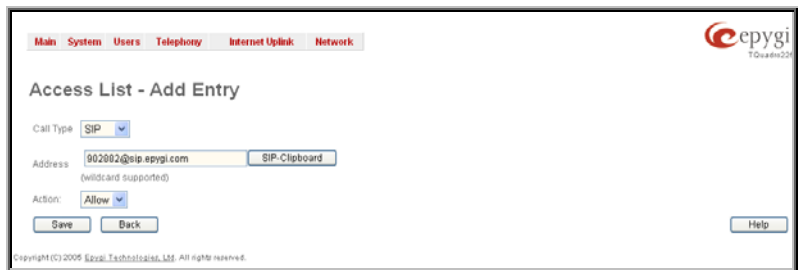 Main System Users Telephony Internet Uplink Network
epygi
Access List - Add Entry
Call Type SIP
Address 902882@sip.epygi.com SIP-Clipboard
(wildcard supported)
Action: Allow
Save Back Help
Copyright (C) 2006 Epygi Technologies, Ltd. All rights reserved.